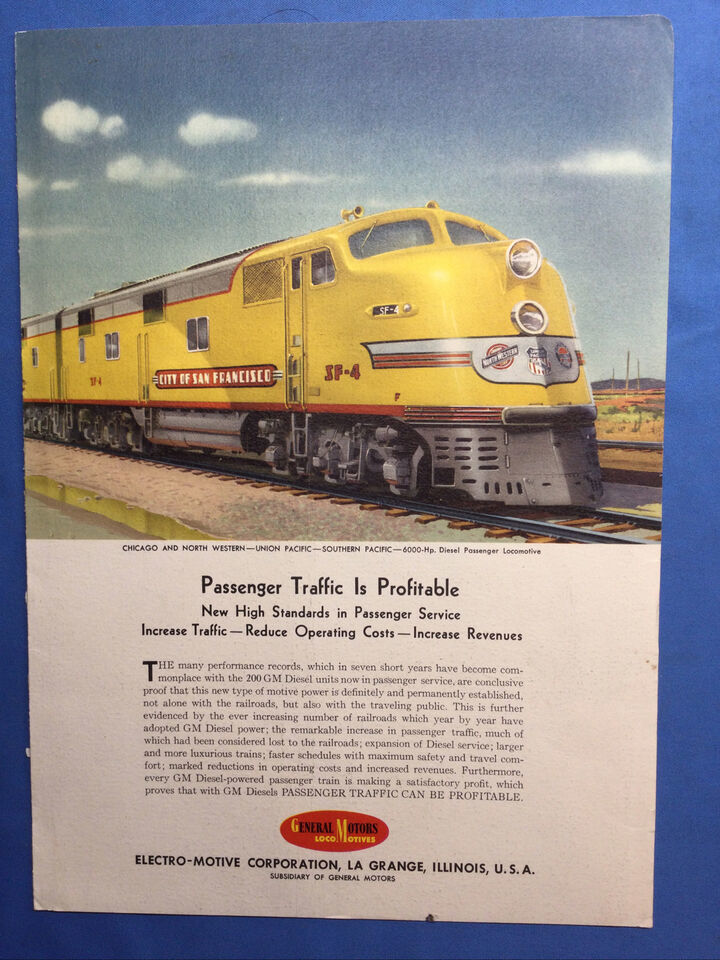 SF-4
SF-4
CITY OF SAN FRANCISCO
SF-4
F
NORTH WESTERN
CHICAGO AND NORTH WESTERN—UNION PACIFIC—SOUTHERN PACIFIC—6000-Hp. Diesel Passenger Locomotive
Passenger Traffic Is Profitable
New High Standards in Passenger Service
Increase Traffic — Reduce Operating Costs — Increase Revenues
THE many performance records, which in seven short years have become com-
monplace with the 200 GM Diesel units now in passenger service, are conclusive
proof that this new type of motive power is definitely and permanently established,
not alone with the railroads, but also with the traveling public. This is further
evidenced by the ever increasing number of railroads which year by year have
adopted GM Diesel power; the remarkable increase in passenger traffic, much of
which had been considered lost to the railroads; expansion of Diesel service; larger
and more luxurious trains; faster schedules with maximum safety and travel com-
fort; marked reductions in operating costs and increased revenues. Furthermore,
every GM Diesel-powered passenger train is making a satisfactory profit, which
proves that with GM Diesels PASSENGER TRAFFIC CAN BE PROFITABLE.
GENERAL MOTORS
LOCOMOTIVES
ELECTRO-MOTIVE CORPORATION, LA GRANGE, ILLINOIS, U.S.A.
SUBSIDIARY OF GENERAL MOTORS